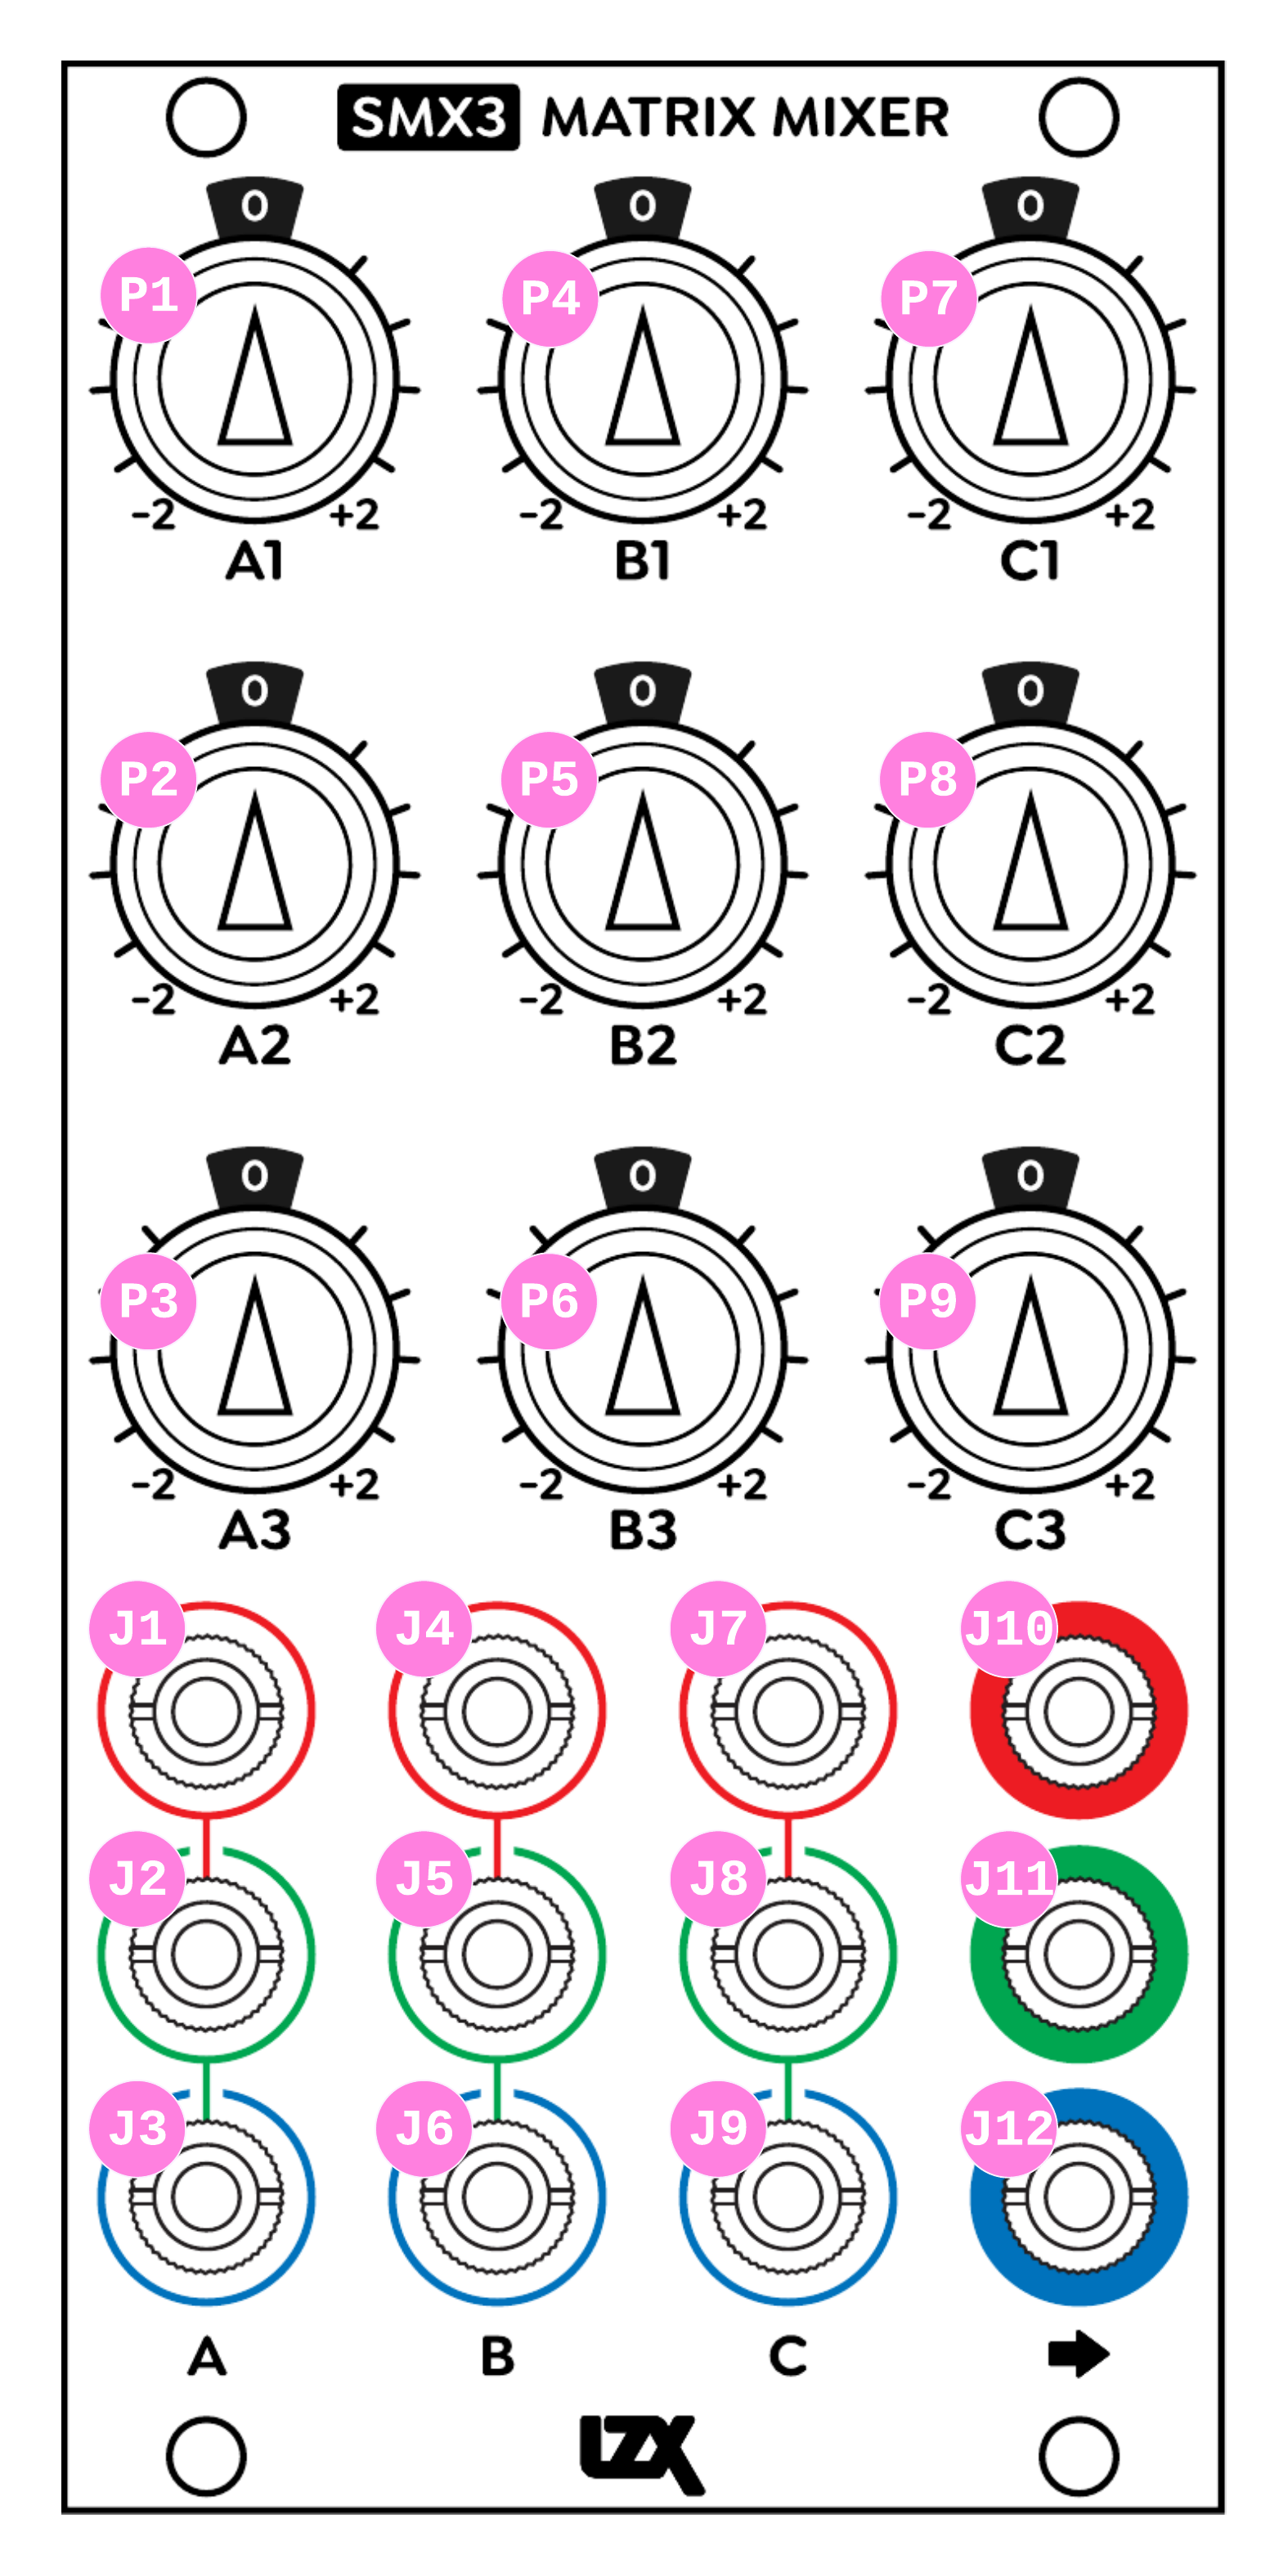 SMX3 MATRIX MIXER
0 0 0
P1 P4 P7
-2 +2 -2 +2 -2 +2
A1 B1 C1
0 0 0
P2 P5 P8
-2 +2 -2 +2 -2 +2
A2 B2 C2
0 0 0
P3 P6 P9
-2 +2 -2 +2 -2 +2
A3 B3 C3
J1 J4 J7 J10
J2 J5 J8 J11
J3 J6 J9 J12
A B C
LZX